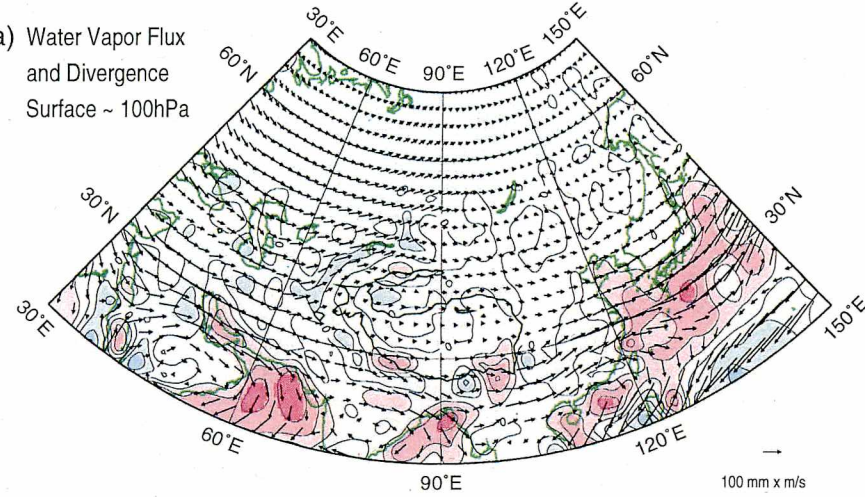 a) Water Vapor Flux
and Divergence
Surface ~ 100hPa
30°E
60°E
90°E
120°E
150°E
60°N
60°N
30°N
30°N
30°E
150°E
60°E
120°E
90°E
100 mm x m/s